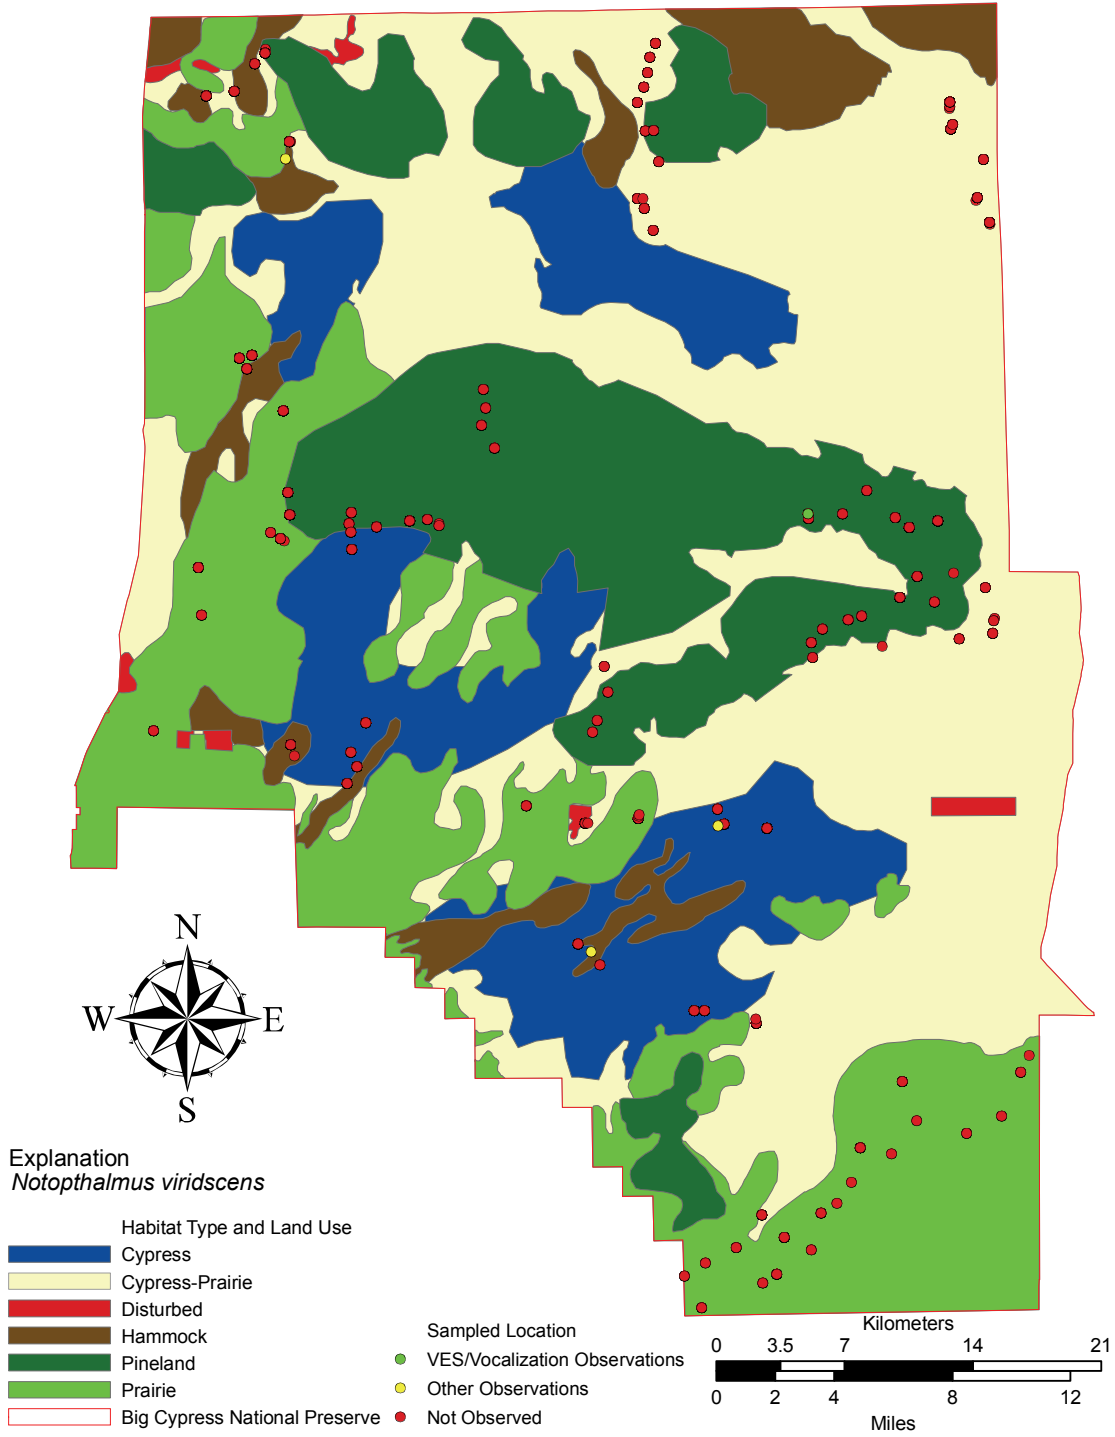 N
W
E
S
Explanation
Notopthalmus viridscens
Habitat Type and Land Use
Cypress
Cypress-Prairie
Disturbed
Hammock
Pineland
Prairie
Big Cypress National Preserve
Sampled Location
VES/Vocalization Observations
Other Observations
Not Observed
Kilometers
0 3.5 7 14 21
0 2 4 8 12
Miles